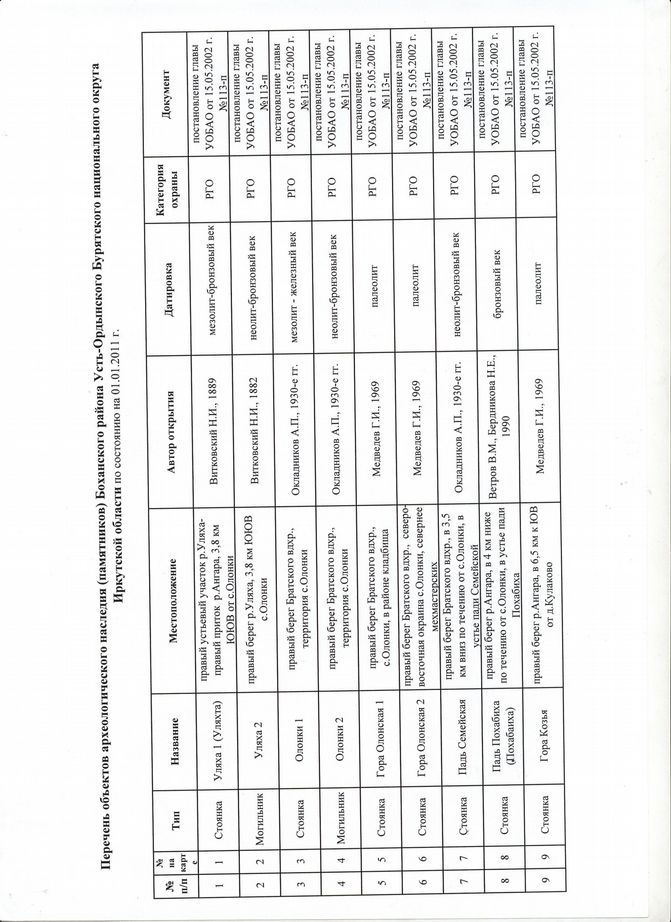 Перечень объектов археологического наследия (памятников) Боханского района Усть-Ордынского Бурятского национального округа
Иркутской области по состоянию на 01.01.2011 г.
№ п/п | № на карте | Тип | Название | Местоположение | Автор открытия | Датировка | Категория охраны | Документ
1 | 1 | Стоянка | Уляха 1 (Уляхта) | правый устьевый участок р.Уляха- правый приток р.Ангара, 3,8 км ЮЮВ от с.Олонки | Витковский Н.И., 1889 | мезолит-бронзовый век | РГО | постановление главы УОБАО от 15.05.2002 г. №113-п
2 | 2 | Могильник | Уляха 2 | правый берег р.Уляха, 3,8 км ЮЮВ с.Олонки | Витковский Н.И., 1882 | неолит-бронзовый век | РГО | постановление главы УОБАО от 15.05.2002 г. №113-п
3 | 3 | Стоянка | Олонки 1 | правый берег Братского вдхр., территория с.Олонки | Окладников А.П., 1930-е гг. | мезолит - железный век | РГО | постановление главы УОБАО от 15.05.2002 г. №113-п
4 | 4 | Могильник | Олонки 2 | правый берег Братского вдхр., территория с.Олонки | Окладников А.П., 1930-е гг. | неолит-бронзовый век | РГО | постановление главы УОБАО от 15.05.2002 г. №113-п
5 | 5 | Стоянка | Гора Олонская 1 | правый берег Братского вдхр., с.Олонки, в районе кладбища | Медведев Г.И., 1969 | палеолит | РГО | постановление главы УОБАО от 15.05.2002 г. №113-п
6 | 6 | Стоянка | Гора Олонская 2 | правый берег Братского вдхр., северо-восточная окраина с.Олонки, севернее мехмастерских | Медведев Г.И., 1969 | палеолит | РГО | постановление главы УОБАО от 15.05.2002 г. №113-п
7 | 7 | Стоянка | Падь Семейская | правый берег Братского вдхр., в 3,5 км вниз по течению от с.Олонки, в устье пади Семейской | Окладников А.П., 1930-е гг. | неолит-бронзовый век | РГО | постановление главы УОБАО от 15.05.2002 г. №113-п
8 | 8 | Стоянка | Падь Похабиха (Лохабаиха) | правый берег р.Ангара, в 4 км ниже по течению от с.Олонки, в устье пади Похабиха | Ветров В.М., Бердникова Н.Е., 1990 | бронзовый век | РГО | постановление главы УОБАО от 15.05.2002 г. №113-п
9 | 9 | Стоянка | Гора Козья | правый берег р.Ангара, в 6,5 км к ЮВ от д.Кулаково | Медведев Г.И., 1969 | палеолит | РГО | постановление главы УОБАО от 15.05.2002 г. №113-п